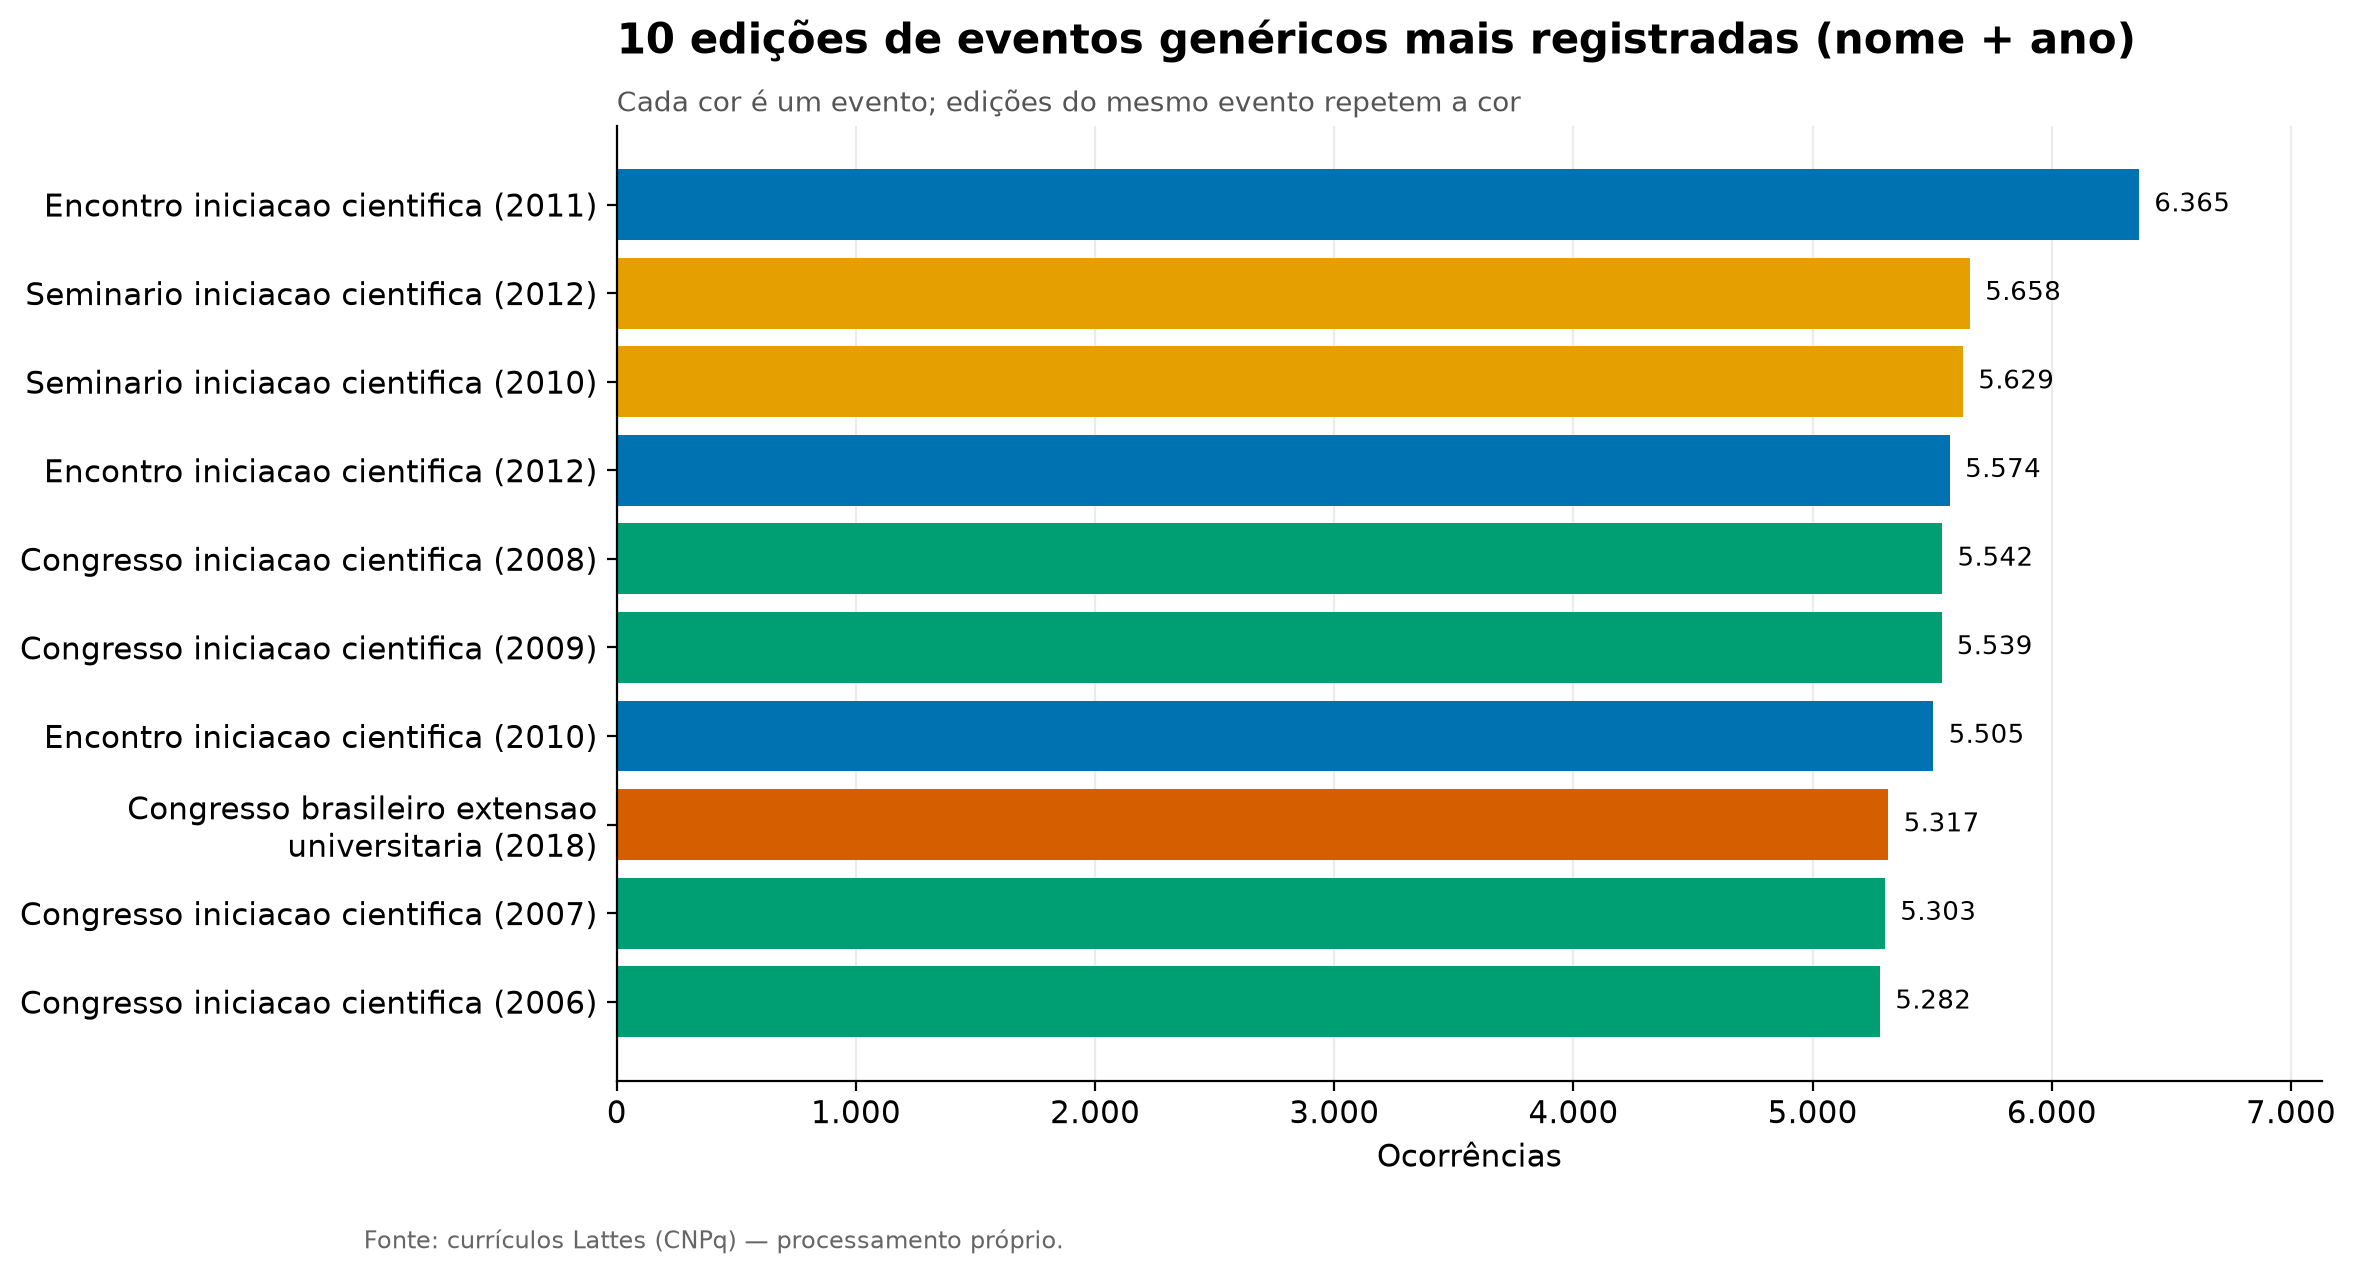 10 edições de eventos genéricos mais registradas (nome + ano)
Cada cor é um evento; edições do mesmo evento repetem a cor
Encontro iniciacao cientifica (2011)
6.365
Seminario iniciacao cientifica (2012)
5.658
Seminario iniciacao cientifica (2010)
5.629
Encontro iniciacao cientifica (2012)
5.574
Congresso iniciacao cientifica (2008)
5.542
Congresso iniciacao cientifica (2009)
5.539
Encontro iniciacao cientifica (2010)
5.505
Congresso brasileiro extensao
universitaria (2018)
5.317
Congresso iniciacao cientifica (2007)
5.303
Congresso iniciacao cientifica (2006)
5.282
0 1.000 2.000 3.000 4.000 5.000 6.000 7.000
Ocorrências
Fonte: currículos Lattes (CNPq) — processamento próprio.